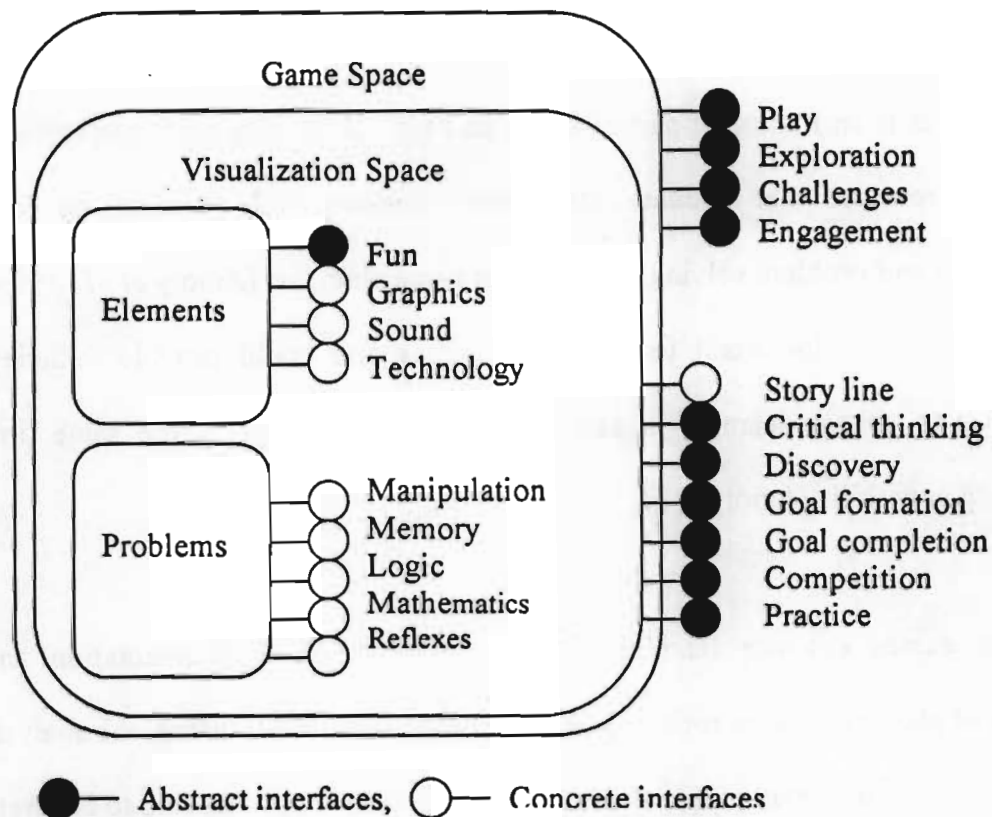 Game Space
Visualization Space
Elements
Fun
Graphics
Sound
Technology
Problems
Manipulation
Memory
Logic
Mathematics
Reflexes
Play
Exploration
Challenges
Engagement
Story line
Critical thinking
Discovery
Goal formation
Goal completion
Competition
Practice
Abstract interfaces, Concrete interfaces